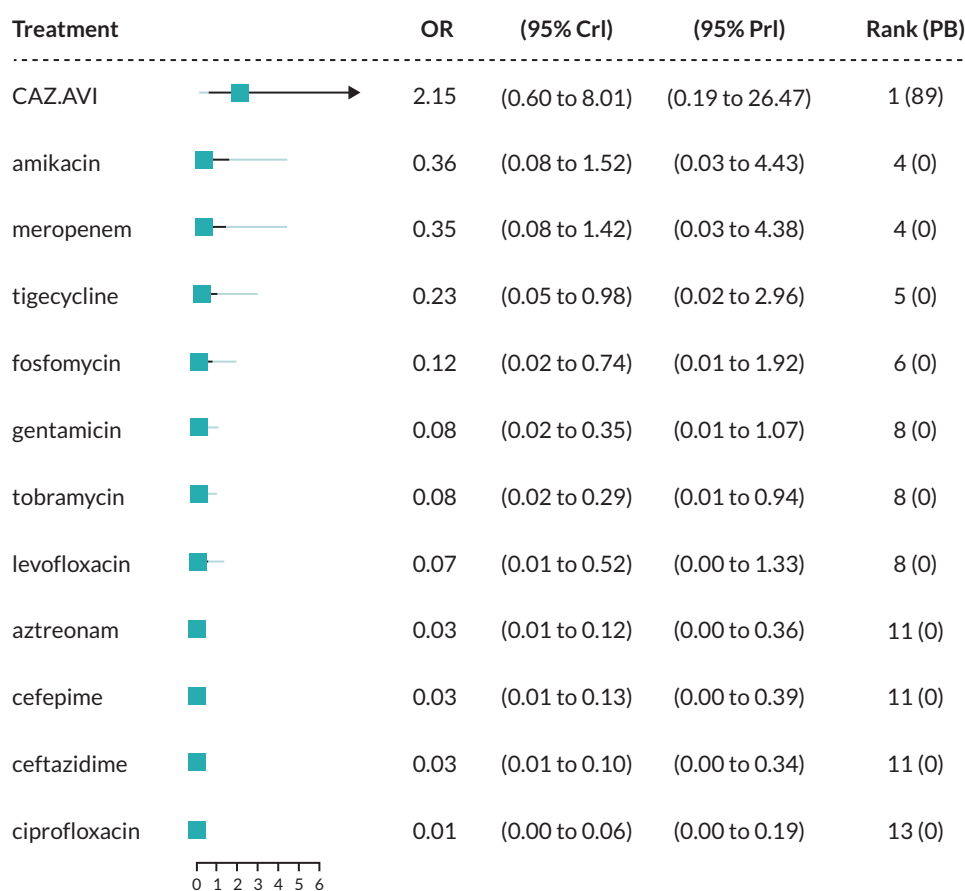 Treatment OR (95% CrI) (95% PrI) Rank (PB)
CAZ.AVI 2.15 (0.60 to 8.01) (0.19 to 26.47) 1 (89)
amikacin 0.36 (0.08 to 1.52) (0.03 to 4.43) 4 (0)
meropenem 0.35 (0.08 to 1.42) (0.03 to 4.38) 4 (0)
tigecycline 0.23 (0.05 to 0.98) (0.02 to 2.96) 5 (0)
fosfomycin 0.12 (0.02 to 0.74) (0.01 to 1.92) 6 (0)
gentamicin 0.08 (0.02 to 0.35) (0.01 to 1.07) 8 (0)
tobramycin 0.08 (0.02 to 0.29) (0.01 to 0.94) 8 (0)
levofloxacin 0.07 (0.01 to 0.52) (0.00 to 1.33) 8 (0)
aztreonam 0.03 (0.01 to 0.12) (0.00 to 0.36) 11 (0)
cefepime 0.03 (0.01 to 0.13) (0.00 to 0.39) 11 (0)
ceftazidime 0.03 (0.01 to 0.10) (0.00 to 0.34) 11 (0)
ciprofloxacin 0.01 (0.00 to 0.06) (0.00 to 0.19) 13 (0)
0 1 2 3 4 5 6